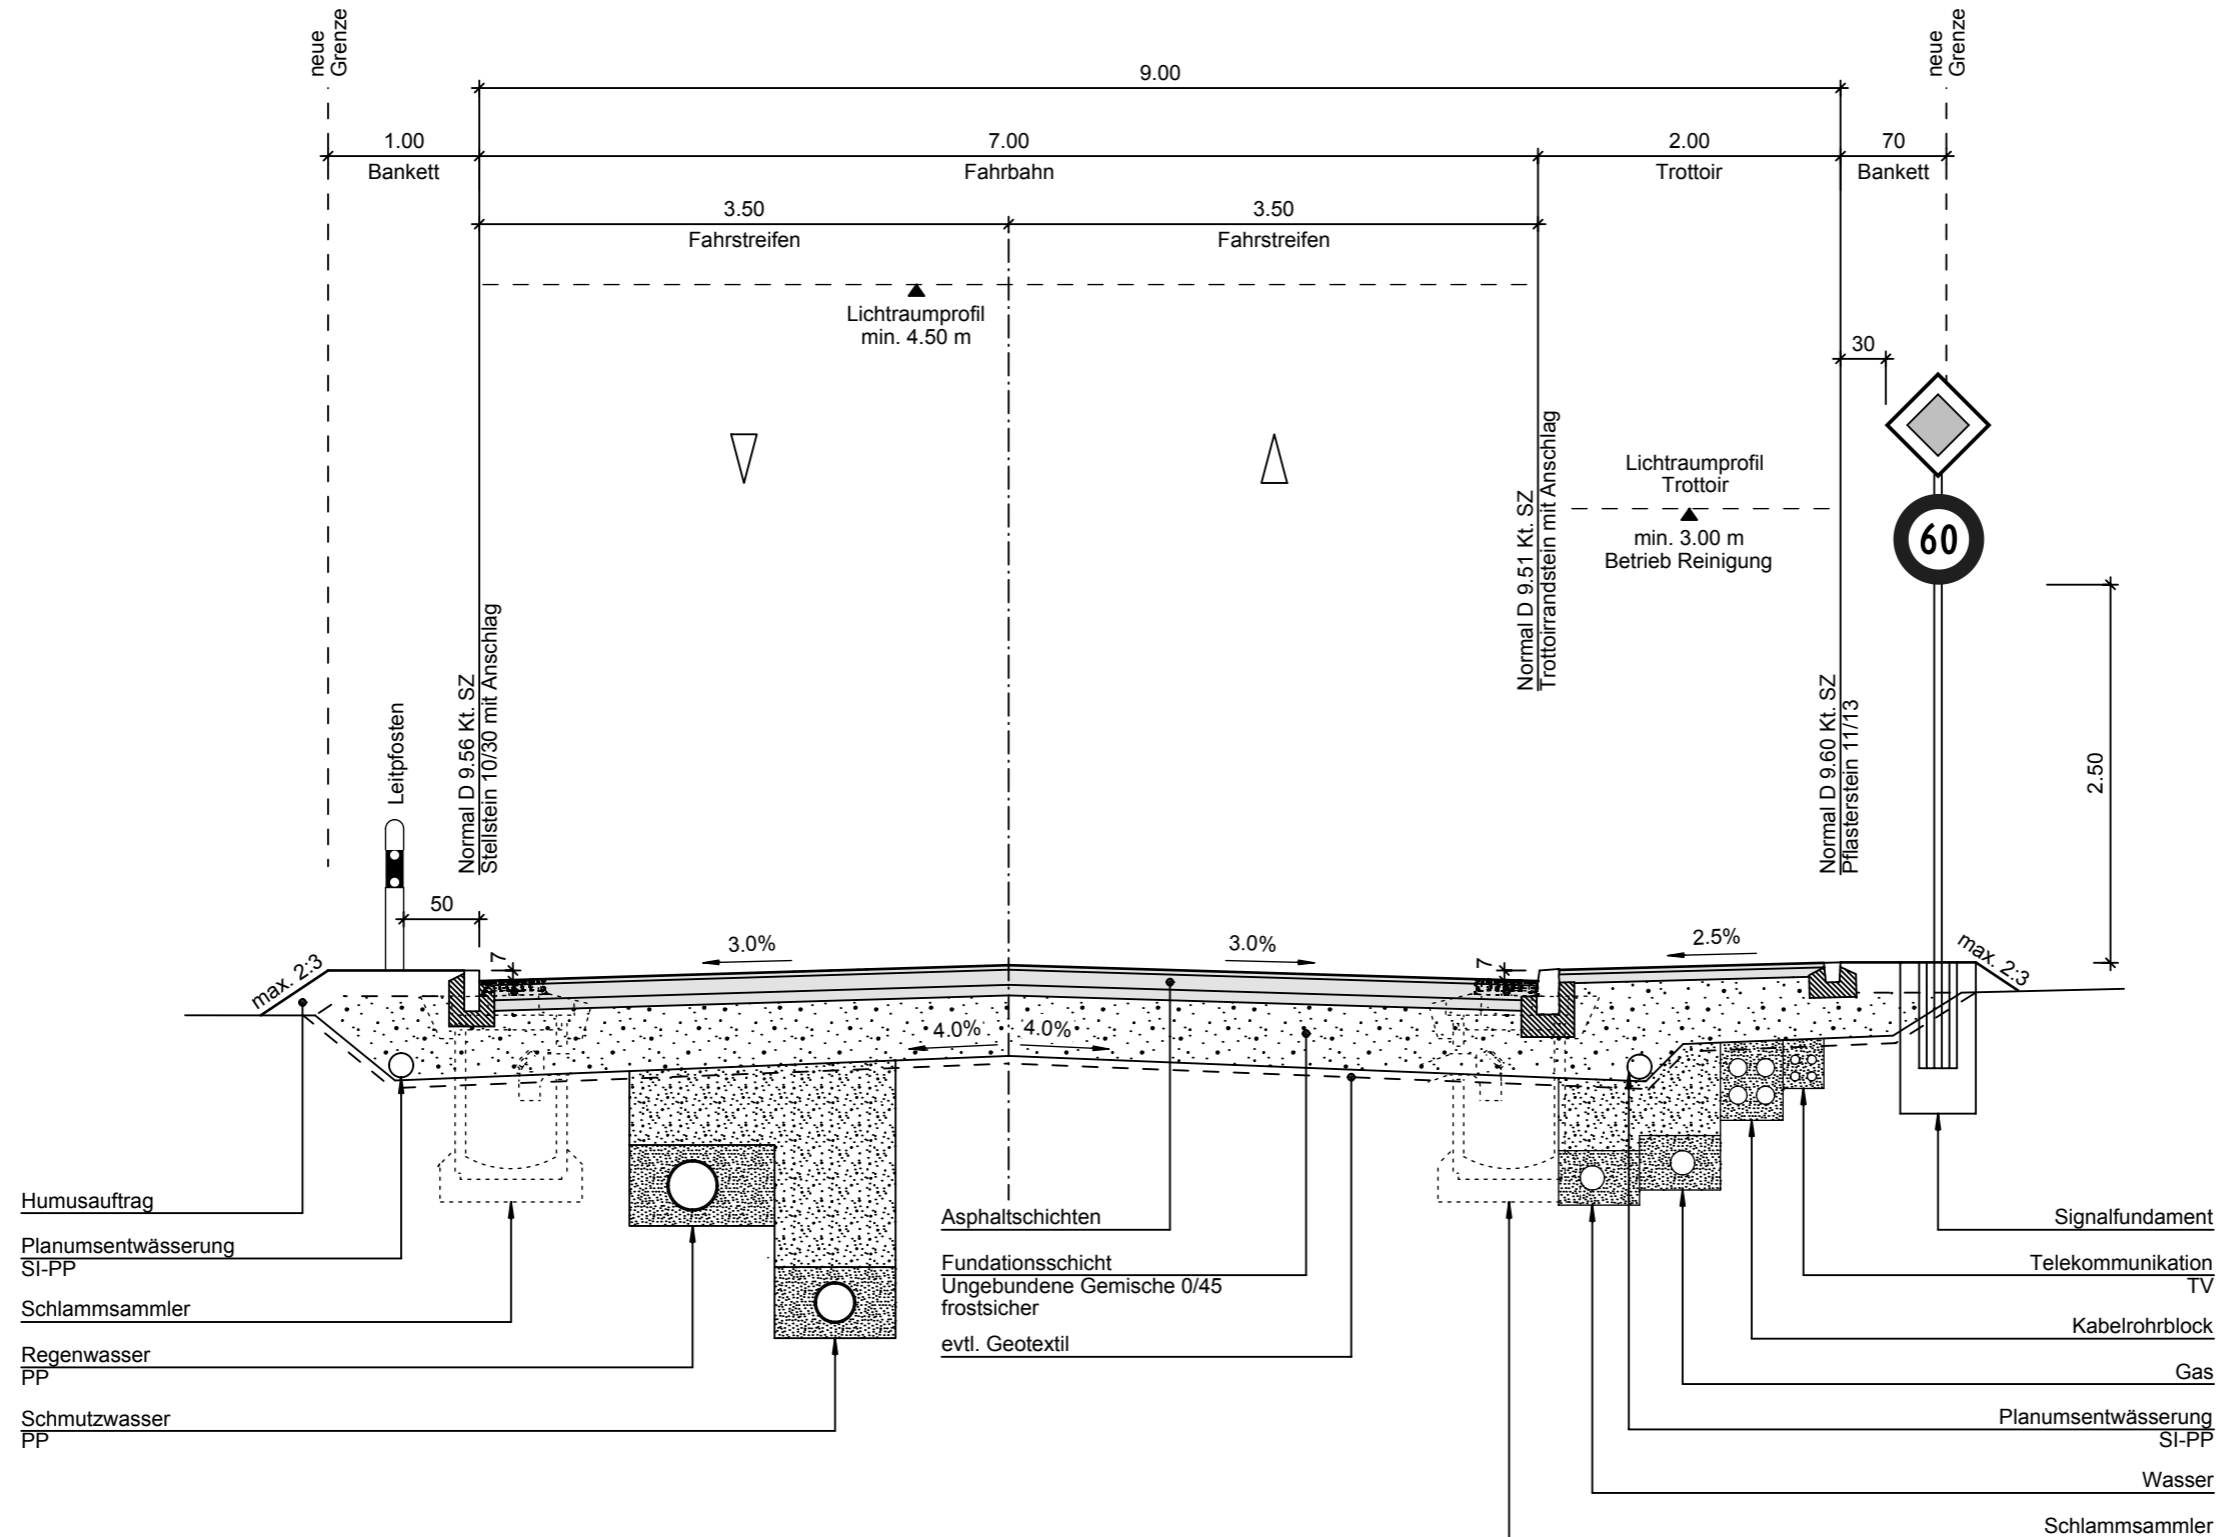 neue
Grenze
neue
Grenze
9.00
1.00
Bankett
7.00
Fahrbahn
2.00
Trottoir
70
Bankett
3.50
Fahrstreifen
3.50
Fahrstreifen
Lichtraumprofil
min. 4.50 m
30
Lichtraumprofil
Trottoir
min. 3.00 m
Betrieb Reinigung
60
Leitpfosten
Normal D 9.56 Kt. SZ
Stellstein 10/30 mit Anschlag
Normal D 9.51 Kt. SZ
Trottoirrandstein mit Anschlag
Normal D 9.60 Kt. SZ
Pflasterstein 11/13
2.50
50
max. 2:3
7
3.0%
3.0%
7
2.5%
max. 2:3
4.0%
4.0%
Humusauftrag
Planumsentwässerung
SI-PP
Schlammsammler
Regenwasser
PP
Schmutzwasser
PP
Asphaltschichten
Fundationsschicht
Ungebundene Gemische 0/45
frostsicher
evtl. Geotextil
Signalfundament
Telekommunikation
TV
Kabelrohrblock
Gas
Planumsentwässerung
SI-PP
Wasser
Schlammsammler